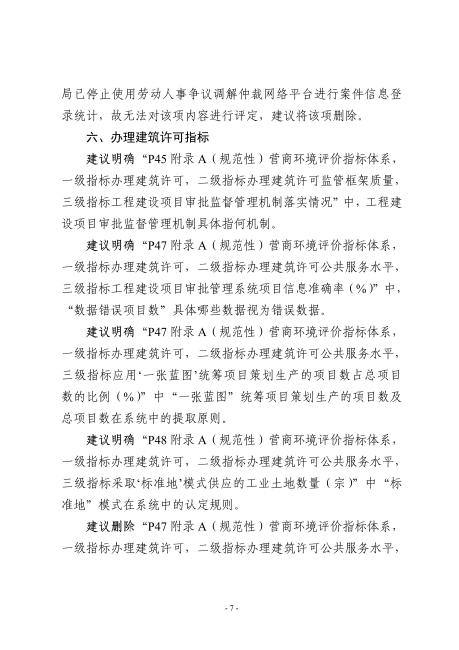 局已停止使用劳动人事争议调解仲裁网络平台进行案件信息登
录统计，故无法对该项内容进行评定，建议将该项删除。
六、办理建筑许可指标
建议明确“P45 附录 A（规范性）营商环境评价指标体系，
一级指标办理建筑许可，二级指标办理建筑许可监管框架质量，
三级指标工程建设项目审批监督管理机制落实情况”中，工程建
设项目审批监督管理机制具体指何机制。
建议明确“P47 附录 A（规范性）营商环境评价指标体系，
一级指标办理建筑许可，二级指标办理建筑许可公共服务水平，
三级指标工程建设项目审批管理系统项目信息准确率（%）”中，
“数据错误项目数”具体哪些数据视为错误数据。
建议明确“P47 附录 A（规范性）营商环境评价指标体系，
一级指标办理建筑许可，二级指标办理建筑许可公共服务水平，
三级指标应用‘一张蓝图’统筹项目策划生产的项目数占总项目
数的比例（%）”中“一张蓝图”统筹项目策划生产的项目数及
总项目数在系统中的提取原则。
建议明确“P48 附录 A（规范性）营商环境评价指标体系，
一级指标办理建筑许可，二级指标办理建筑许可公共服务水平，
三级指标采取‘标准地’模式供应的工业土地数量（宗）”中“标
准地”模式在系统中的认定规则。
建议删除“P47 附录 A（规范性）营商环境评价指标体系，
一级指标办理建筑许可，二级指标办理建筑许可公共服务水平，
- 7 -